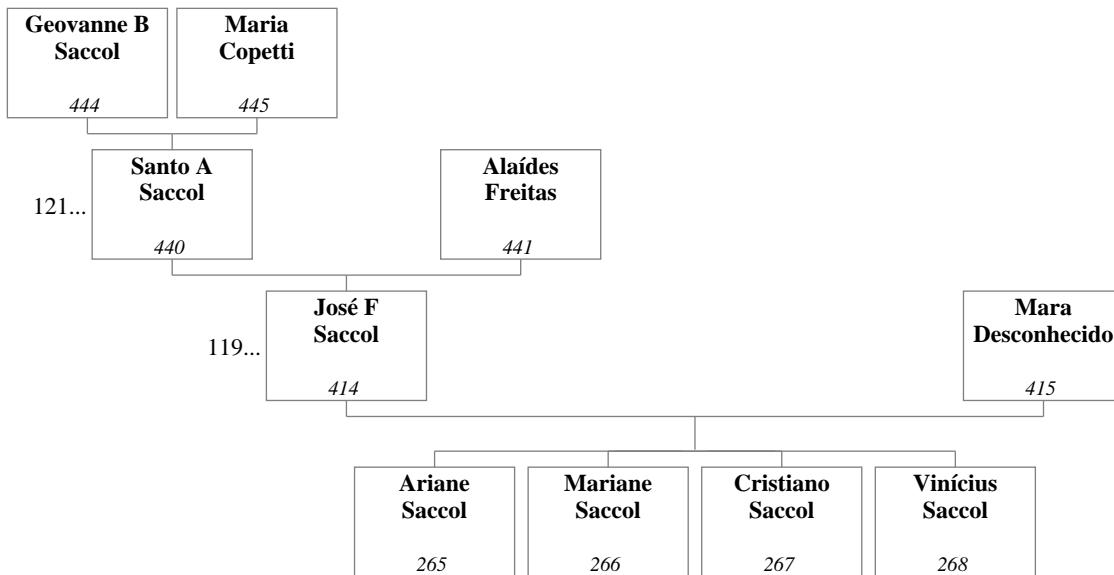 Geovanne B
Saccol
444
Maria
Copetti
445
121...
Santo A
Saccol
440
Alaídes
Freitas
441
119...
José F
Saccol
414
Mara
Desconhecido
415
Ariane
Saccol
265
Mariane
Saccol
266
Cristiano
Saccol
267
Vinícius
Saccol
268